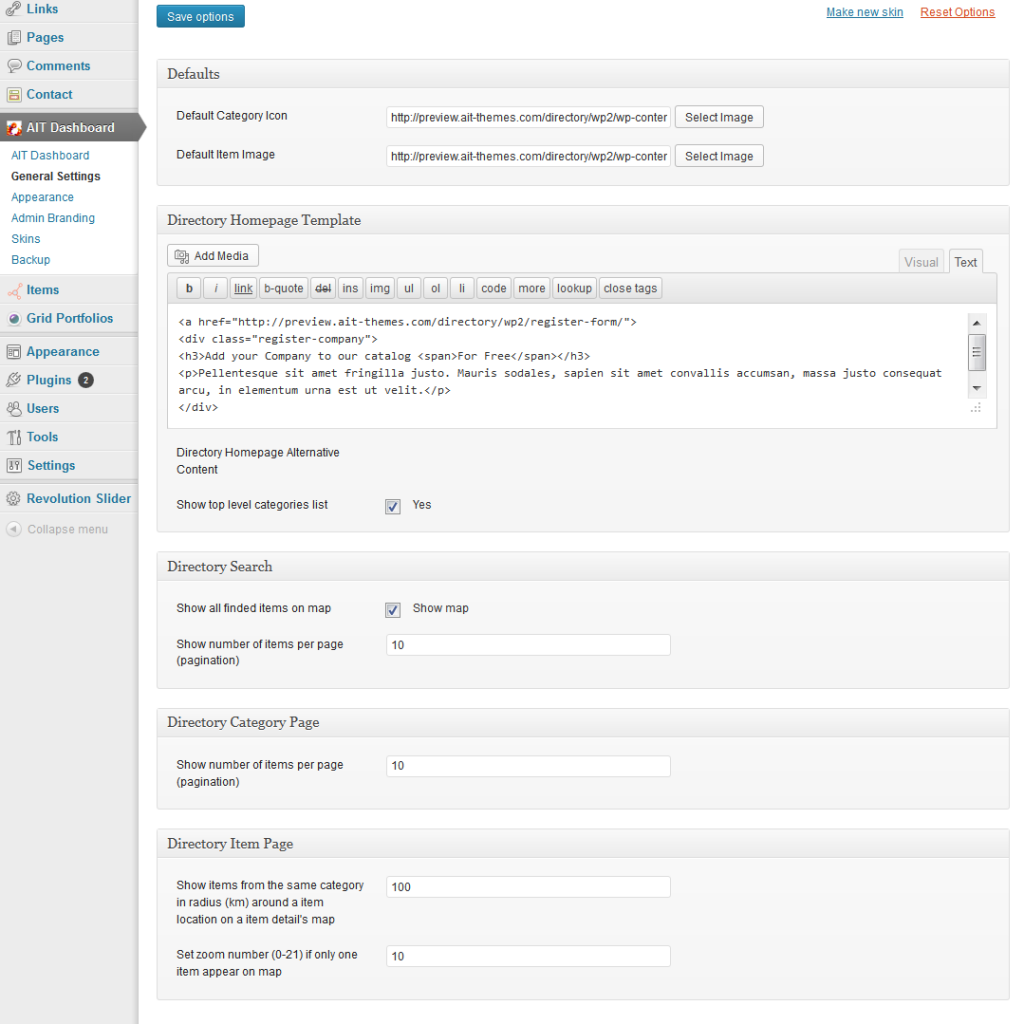 Links
Pages
Comments
Contact
AIT Dashboard
AIT Dashboard
General Settings
Appearance
Admin Branding
Skins
Backup
Items
Grid Portfolios
Appearance
Plugins 2
Users
Tools
Settings
Revolution Slider
Collapse menu
Save options
Make new skin Reset Options
Defaults
Default Category Icon http://preview.ait-themes.com/directory/wp2/wp-conter Select Image
Default Item Image http://preview.ait-themes.com/directory/wp2/wp-conter Select Image
Directory Homepage Template
Add Media
Visual Text
b i link b-quote del ins img ul ol li code more lookup close tags
<a href="http://preview.ait-themes.com/directory/wp2/register-form/">
<div class="register-company">
<h3>Add your Company to our catalog <span>For Free</span></h3>
<p>Pellentesque sit amet fringilla justo. Mauris sodales, sapien sit amet convallis accumsan, massa justo consequat
arcu, in elementum urna est ut velit.</p>
</div>
Directory Homepage Alternative
Content
Show top level categories list Yes
Directory Search
Show all finded items on map Show map
Show number of items per page
(pagination)
10
Directory Category Page
Show number of items per page
(pagination)
10
Directory Item Page
Show items from the same category
in radius (km) around a item
location on a item detail's map
100
Set zoom number (0-21) if only one
item appear on map
10